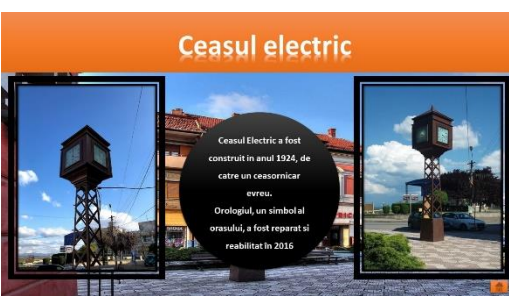 Ceasul electric
Ceasul Electric a fost
construit in anul 1924, de
catre un ceasornicar
evreu.
Orologiul, un simbol al
orasului, a fost reparat si
reabilitat în 2016